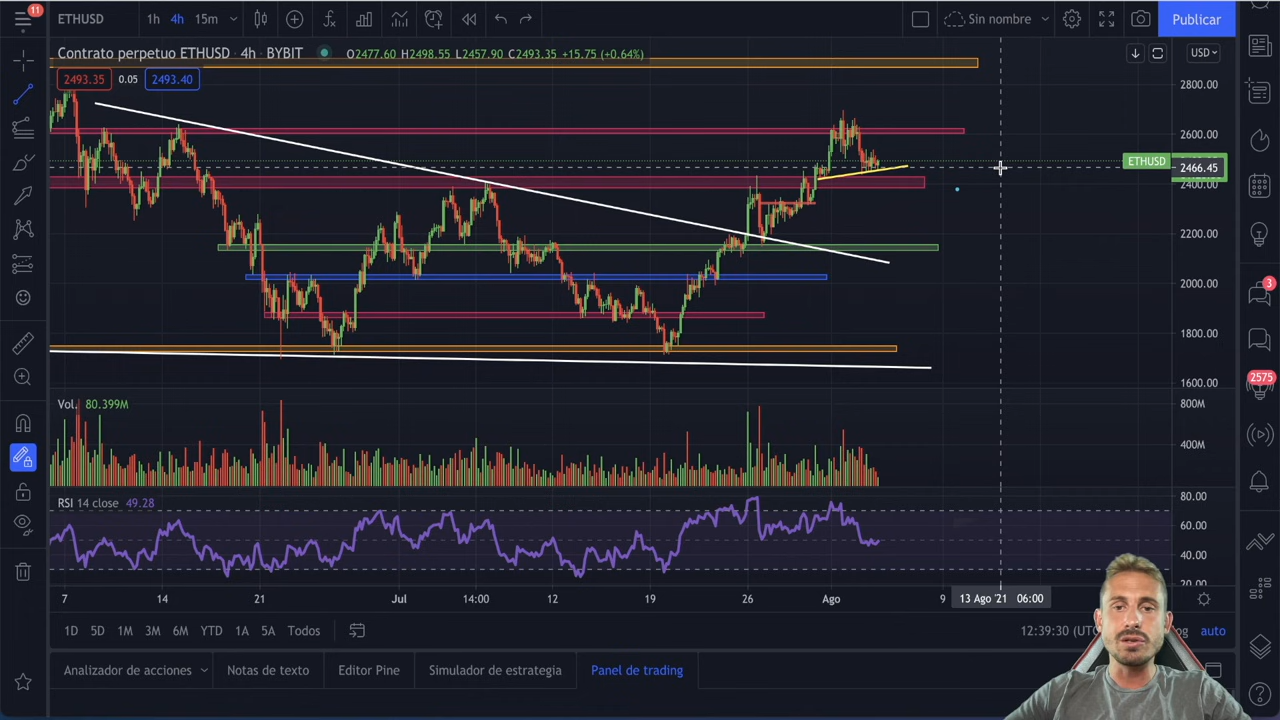 11
ETHUSD
1h 4h 15m
Sin nombre
Publicar
Contrato perpetuo ETHUSD · 4h · BYBIT O2477.60 H2498.55 L2457.90 C2493.35 +15.75 (+0.64%)
USD
2493.35 0.05 2493.40
2800.00
2600.00
ETHUSD 2466.45
2400.00
2200.00
2000.00
1800.00
1600.00
3
2575
Vol. 80.399M
800M
400M
RSI 14 close 49.28
80.00
60.00
40.00
20.00
7 14 21 Jul 14:00 12 19 26 Ago 9 13 Ago '21 06:00
1D 5D 1M 3M 6M YTD 1A 5A Todos
12:39:30 (UTC
og auto
Analizador de acciones Notas de texto Editor Pine Simulador de estrategia Panel de trading